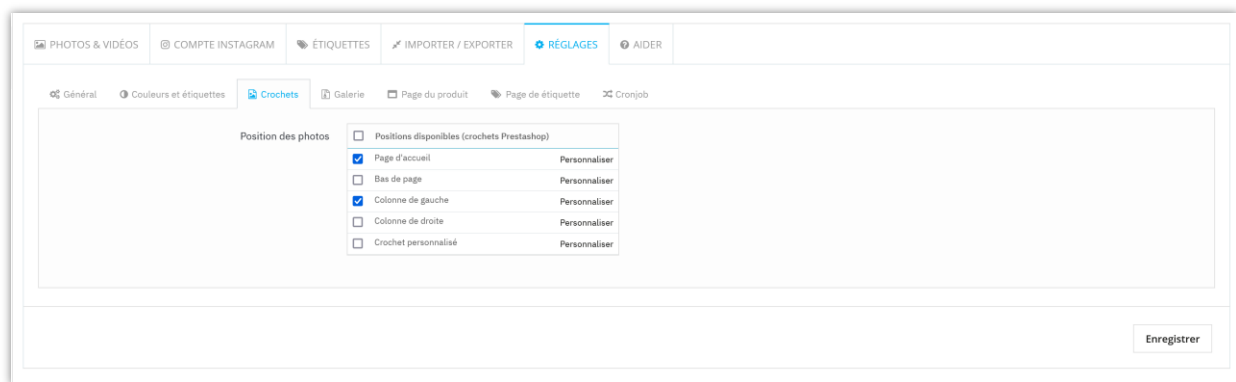 PHOTOS & VIDÉOS COMPTE INSTAGRAM ÉTIQUETTES IMPORTER / EXPORTER RÉGLAGES AIDER
Général Couleurs et étiquettes Crochets Galerie Page du produit Page de étiquette Cronjob
Position des photos Positions disponibles (crochets Prestashop)
Page d'accueil Personnaliser
Bas de page Personnaliser
Colonne de gauche Personnaliser
Colonne de droite Personnaliser
Crochet personnalisé Personnaliser
Enregistrer